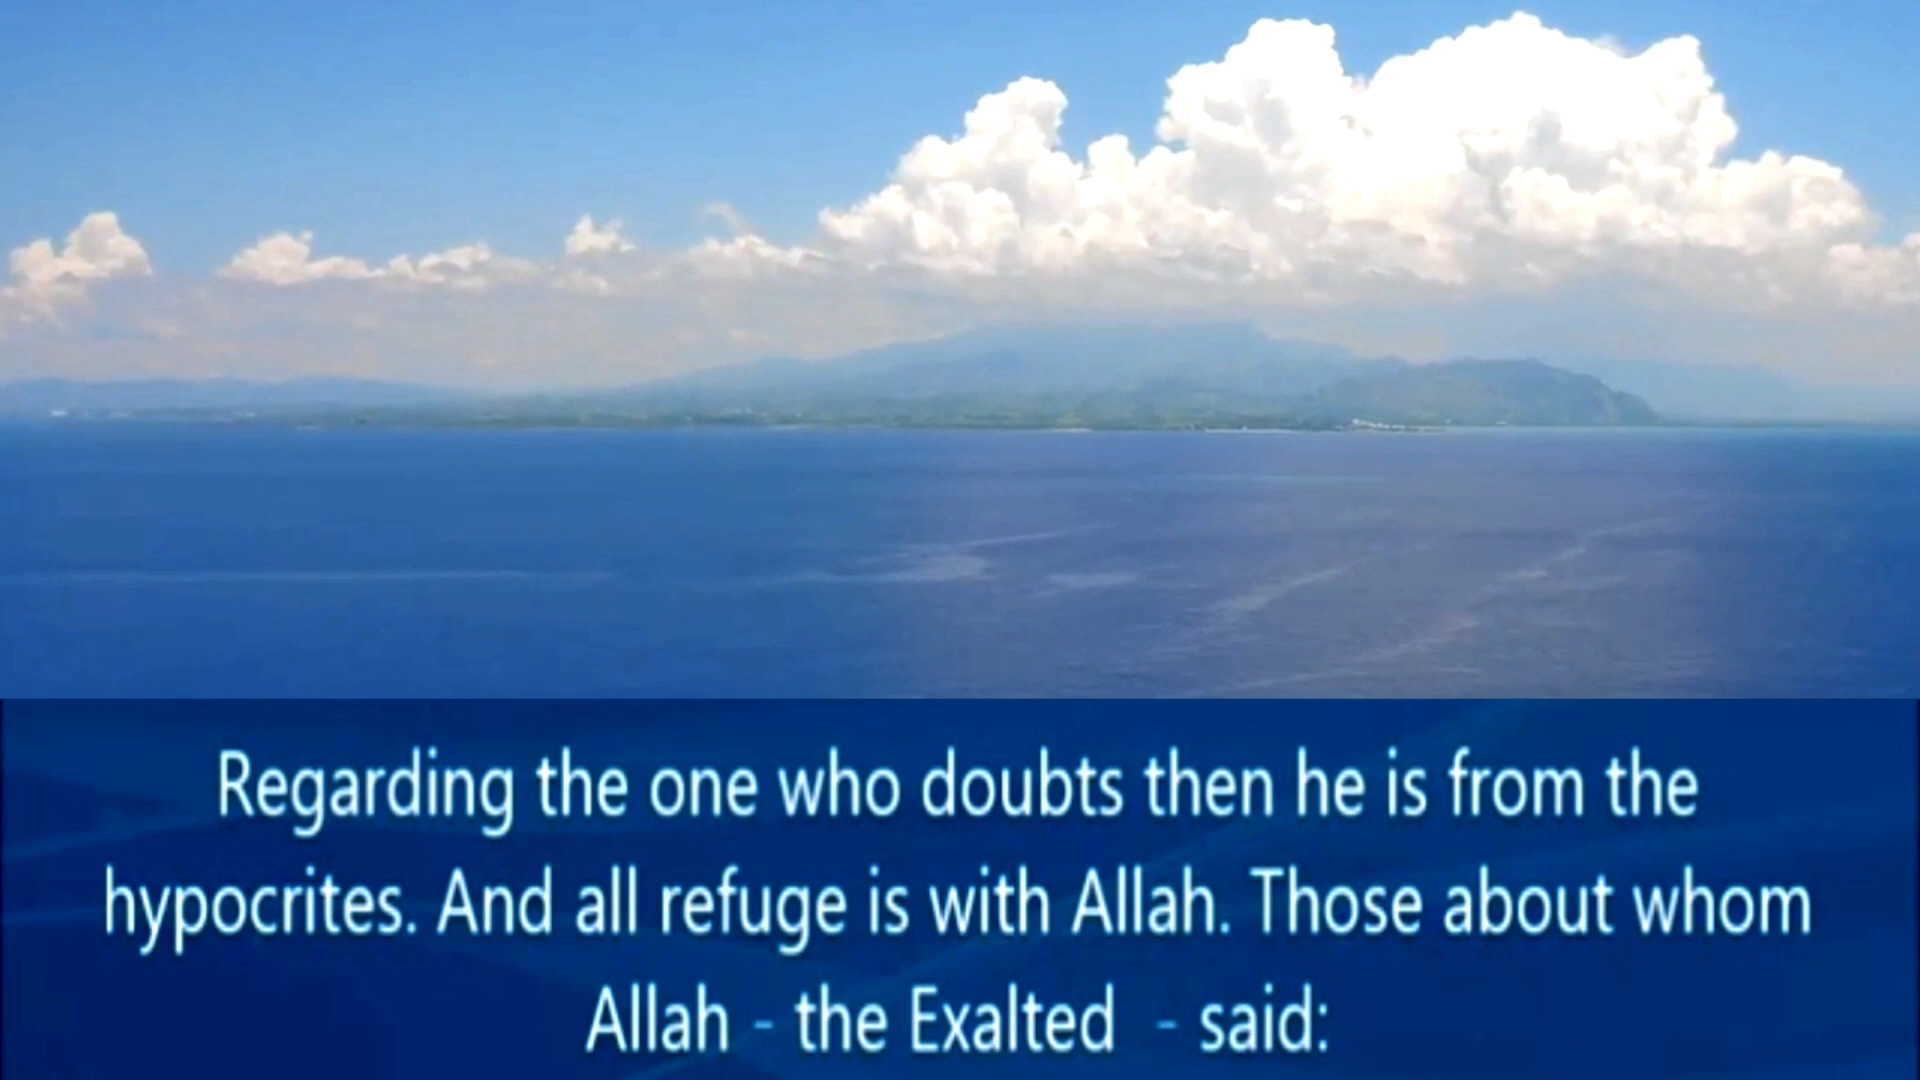 Regarding the one who doubts then he is from the
hypocrites. And all refuge is with Allah. Those about whom
Allah - the Exalted - said: